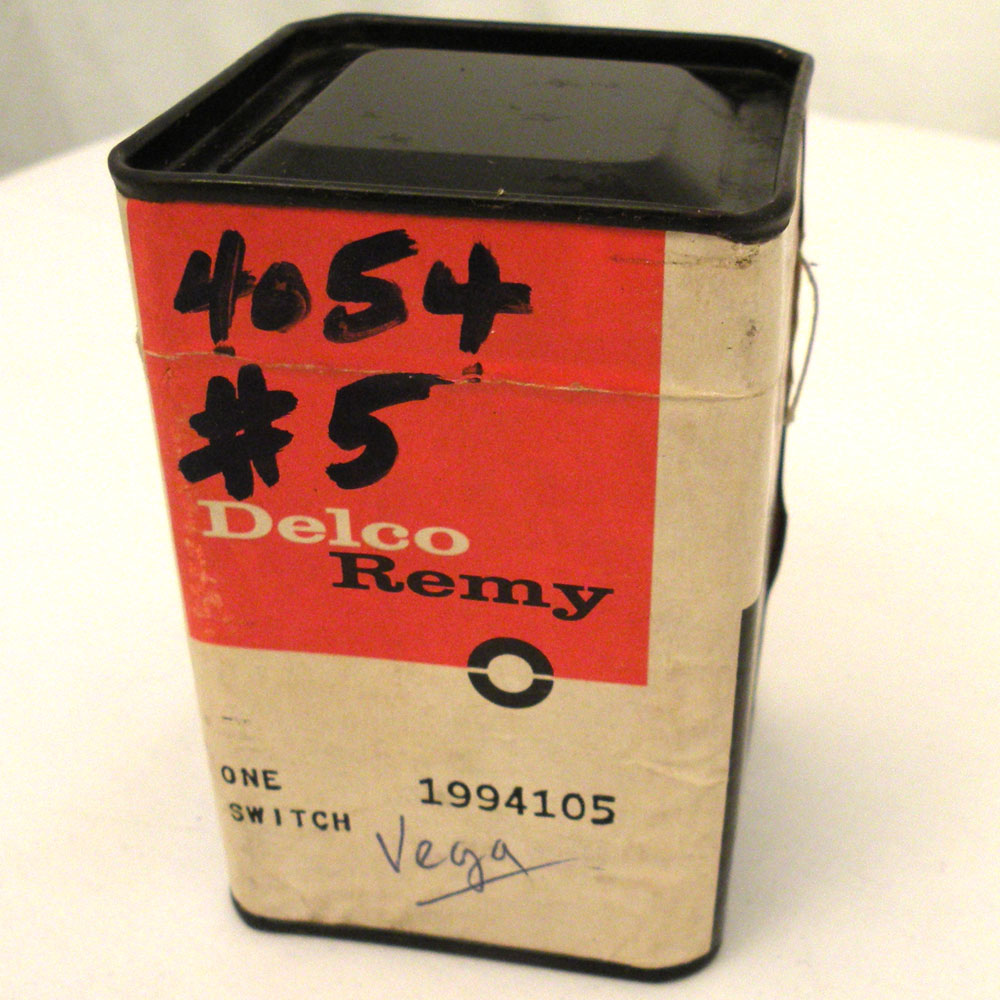 4054
#5
Delco
Remy
ONE
SWITCH
1994105
Vega